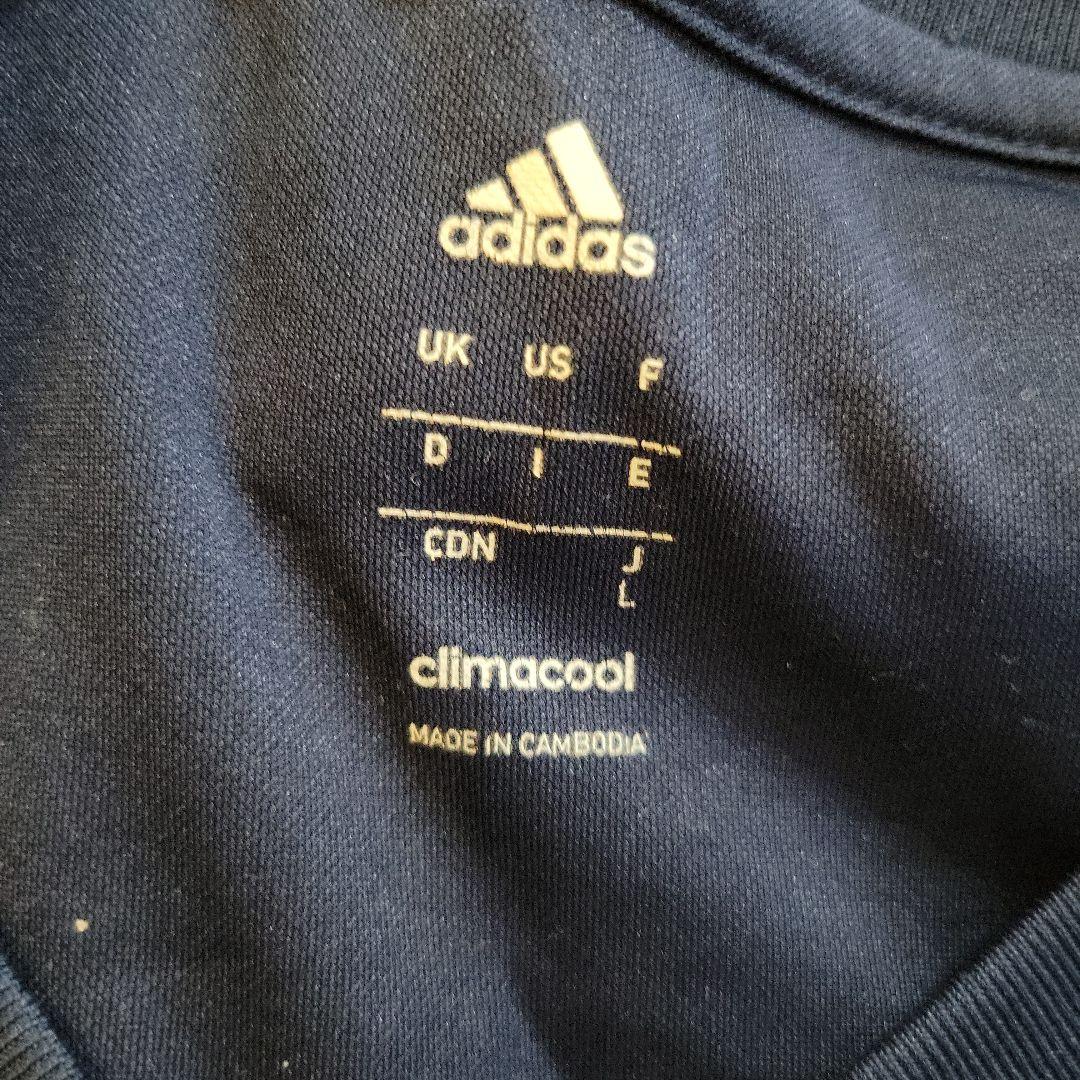 adidas
UK US F
D I E
CDN J
L
climacool
MADE IN CAMBODIA